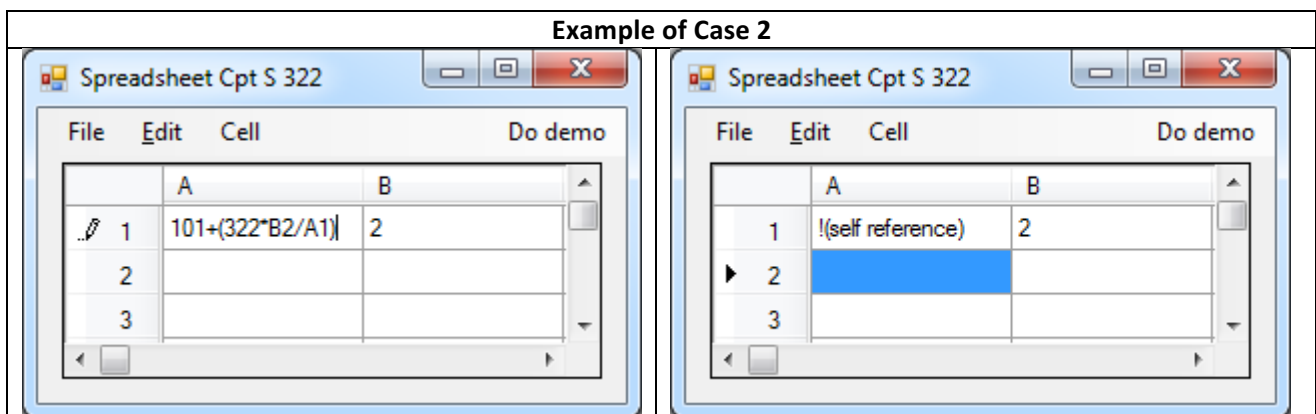 Example of Case 2
Spreadsheet Cpt S 322
File Edit Cell Do demo
A B
1 101+(322*B2/A1) 2
2
3
Spreadsheet Cpt S 322
File Edit Cell Do demo
A B
1 !(self reference) 2
2
3